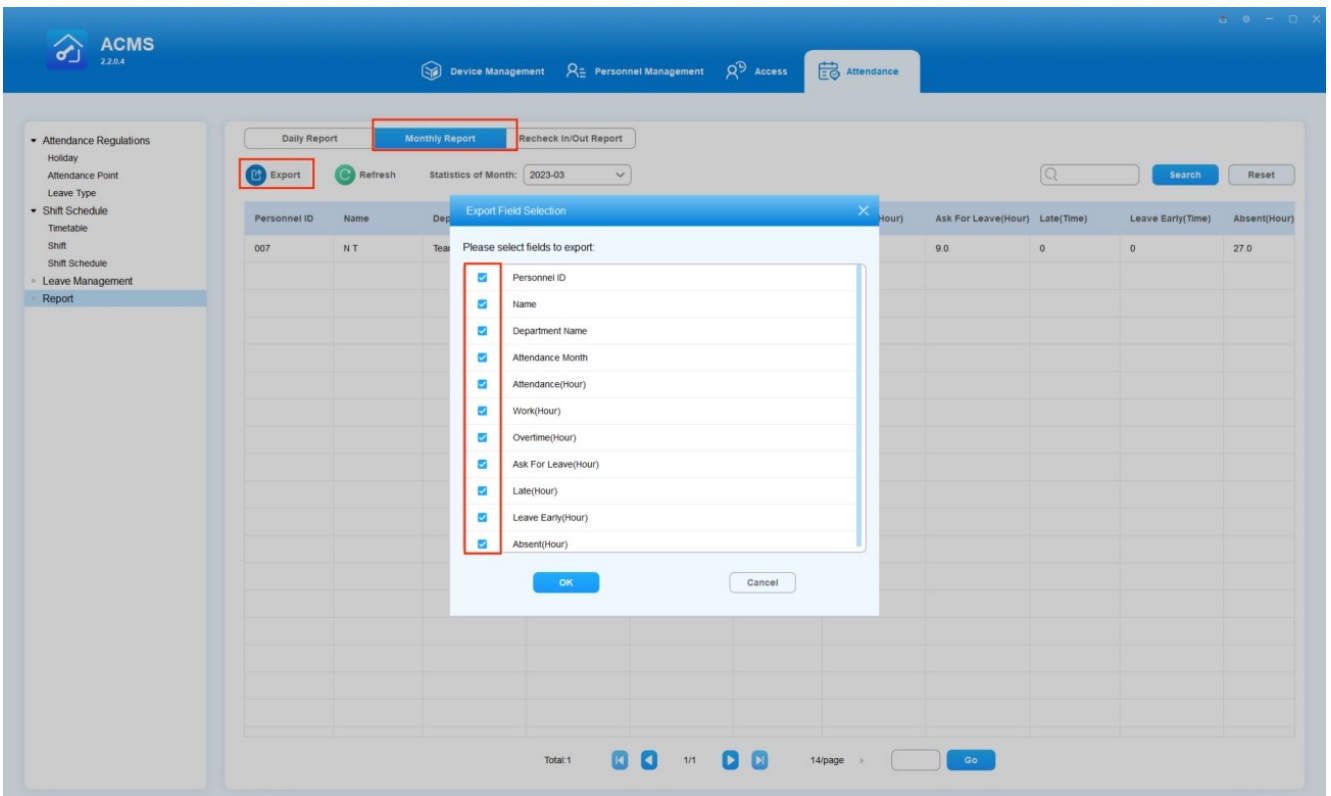 ACMS
2.2.0.4
Device Management
Personnel Management
Access
Attendance
Attendance Regulations
Holiday
Attendance Point
Leave Type
Shift Schedule
Timetable
Shift
Shift Schedule
Leave Management
Report
Daily Report
Monthly Report
Recheck In/Out Report
Export
Refresh
Statistics of Month: 2023-03
Search
Reset
Personnel ID Name Dep Hour) Ask For Leave(Hour) Late(Time) Leave Early(Time) Absent(Hour)
007 N T Tear 9.0 0 0 27.0
Export Field Selection
Please select fields to export:
Personnel ID
Name
Department Name
Attendance Month
Attendance(Hour)
Work(Hour)
Overtime(Hour)
Ask For Leave(Hour)
Late(Hour)
Leave Early(Hour)
Absent(Hour)
OK
Cancel
Total:1
1/1
14/page
Go